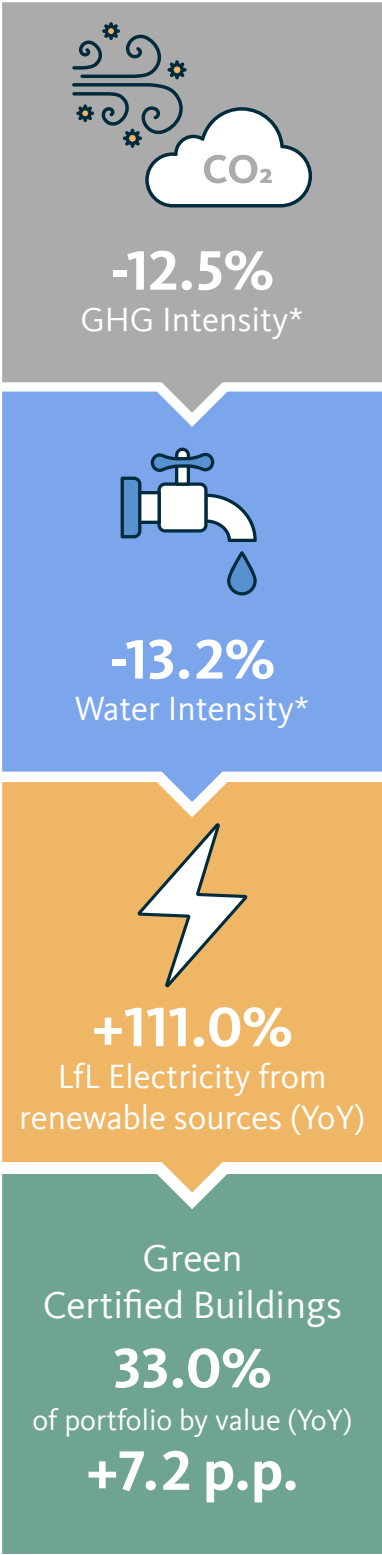 CO₂
-12.5%
GHG Intensity*
-13.2%
Water Intensity*
+111.0%
LfL Electricity from
renewable sources (YoY)
Green
Certified Buildings
33.0%
of portfolio by value (YoY)
+7.2 p.p.